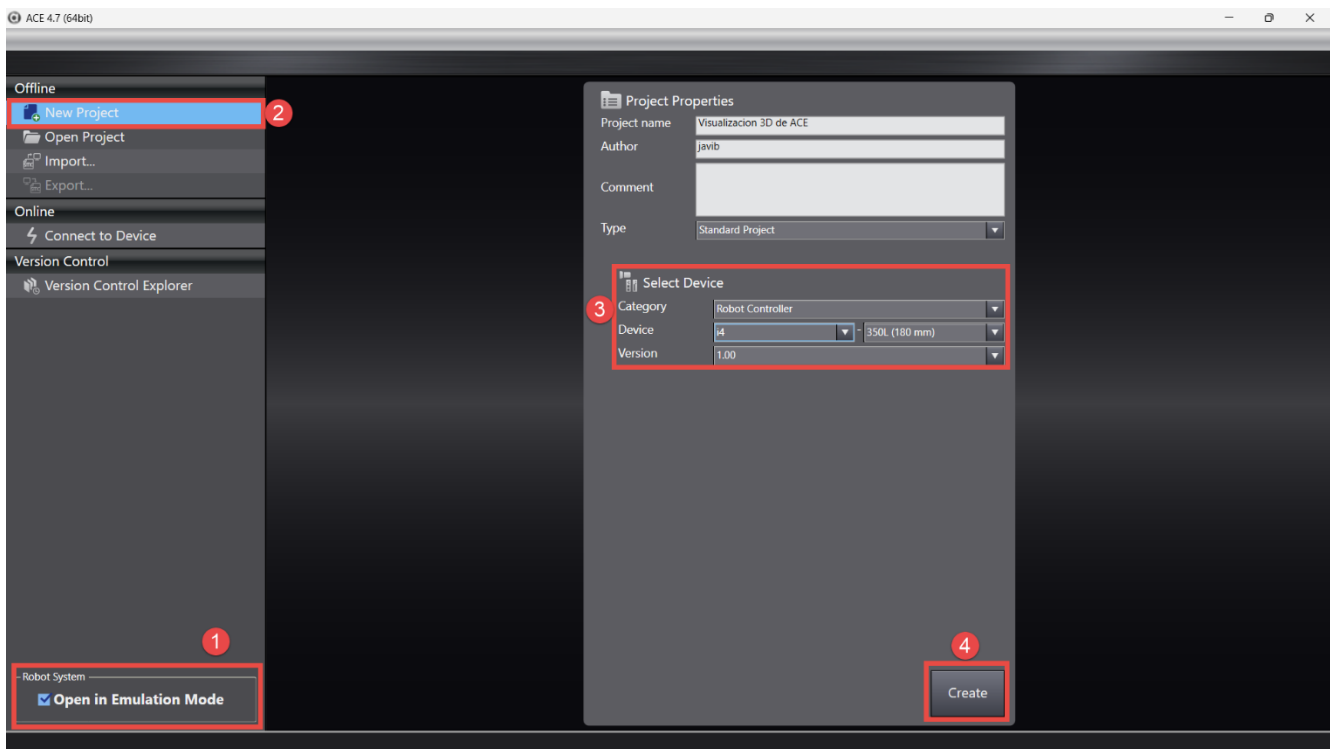 ACE 4.7 (64bit)
Offline
New Project
2
Open Project
Import...
Export...
Online
Connect to Device
Version Control
Version Control Explorer
1
Robot System
Open in Emulation Mode
Project Properties
Project name Visualizacion 3D de ACE
Author javib
Comment
Type Standard Project
Select Device
3
Category Robot Controller
Device i4 - 350L (180 mm)
Version 1.00
4
Create